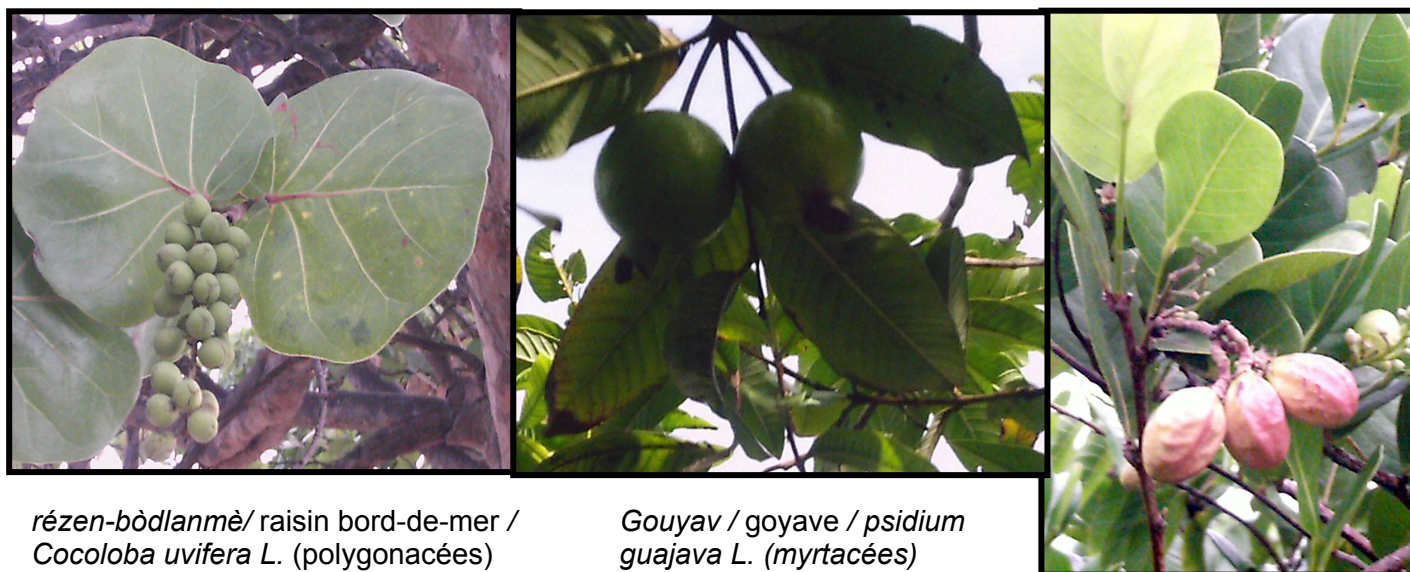 rézen-bòdlanmè/ raisin bord-de-mer /
Cocoloba uvifera L. (polygonacées)
Gouyav / goyave / psidium
guajava L. (myrtacées)